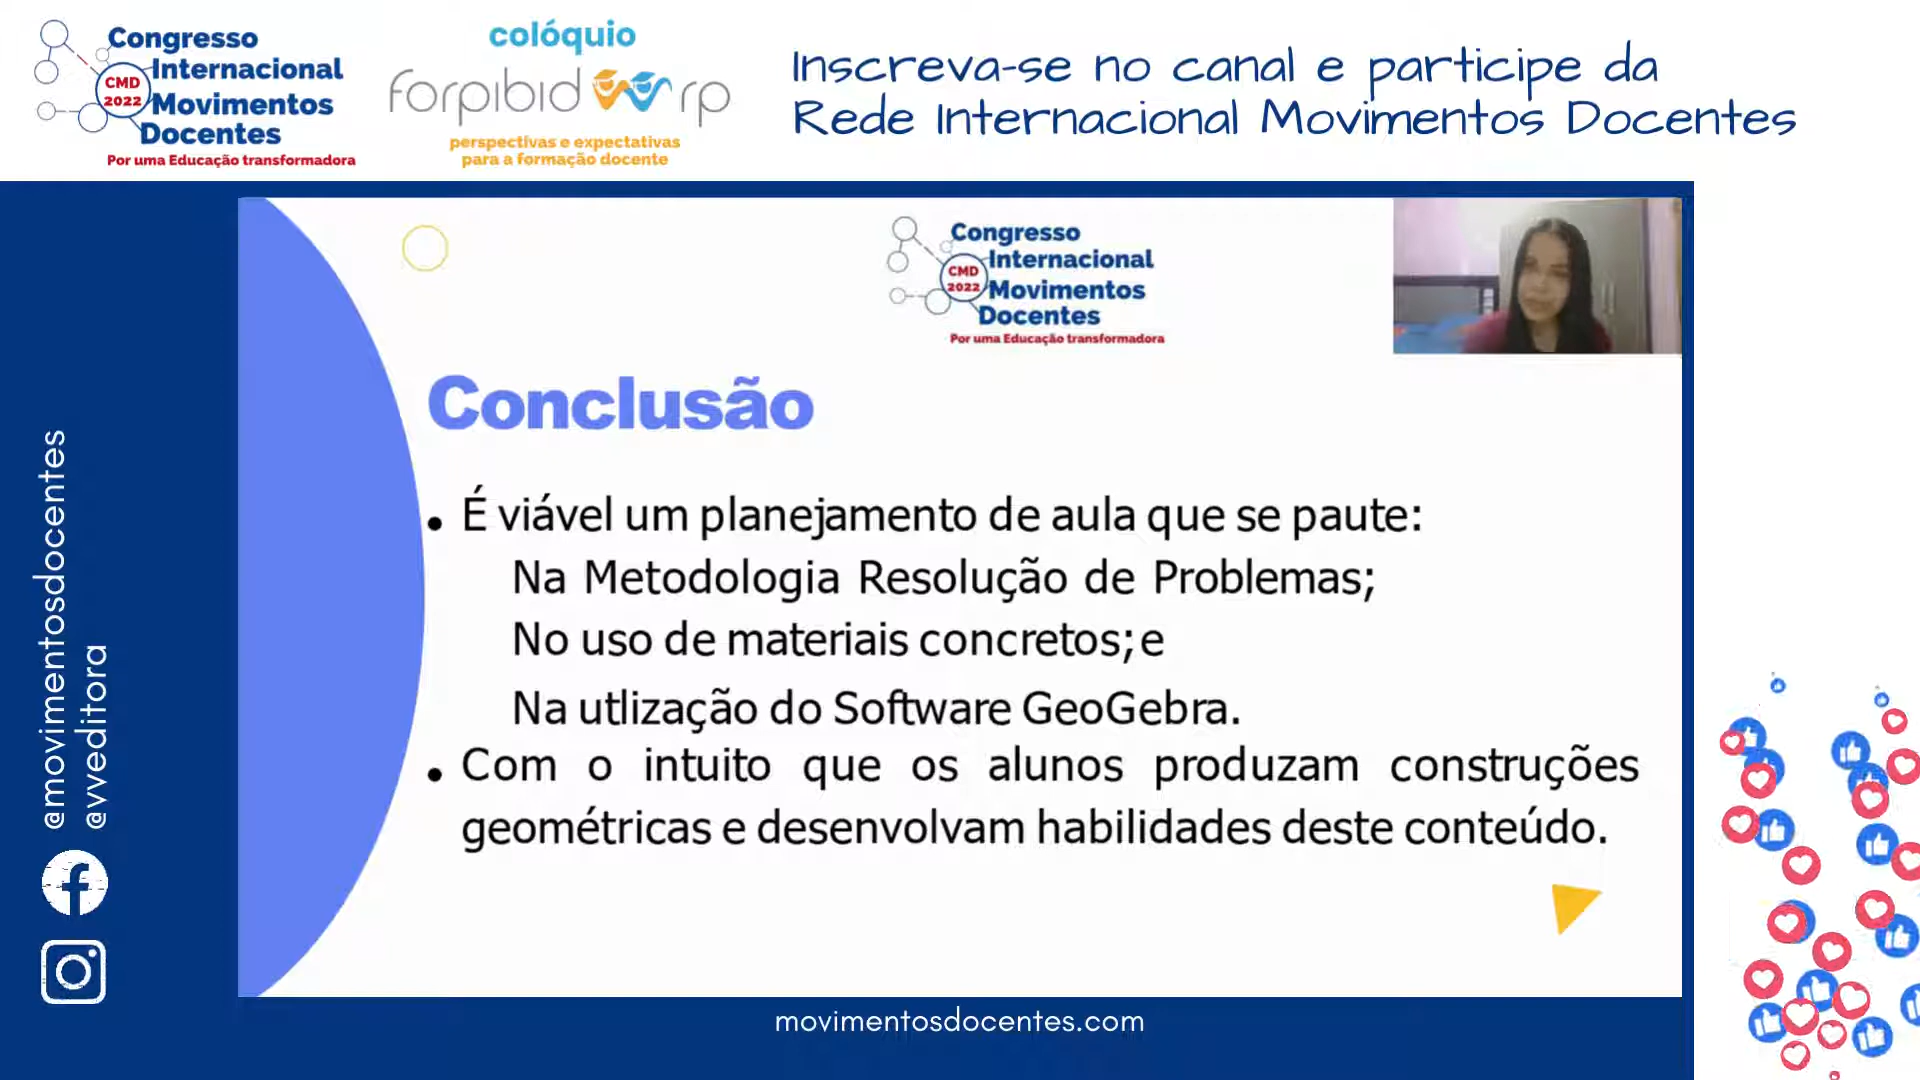 Congresso
Internacional
CMD
2022
Movimentos
Docentes
Por uma Educação transformadora
colóquio
forpibid rp
perspectivas e expectativas
para a formação docente
Inscreva-se no canal e participe da
Rede Internacional Movimentos Docentes
Congresso
Internacional
CMD
2022
Movimentos
Docentes
Por uma Educação transformadora
Conclusão
• É viável um planejamento de aula que se paute:
Na Metodologia Resolução de Problemas;
No uso de materiais concretos; e
Na utlização do Software GeoGebra.
• Com o intuito que os alunos produzam construções
geométricas e desenvolvam habilidades deste conteúdo.
@movimentosdocentes
@vveditora
movimentosdocentes.com